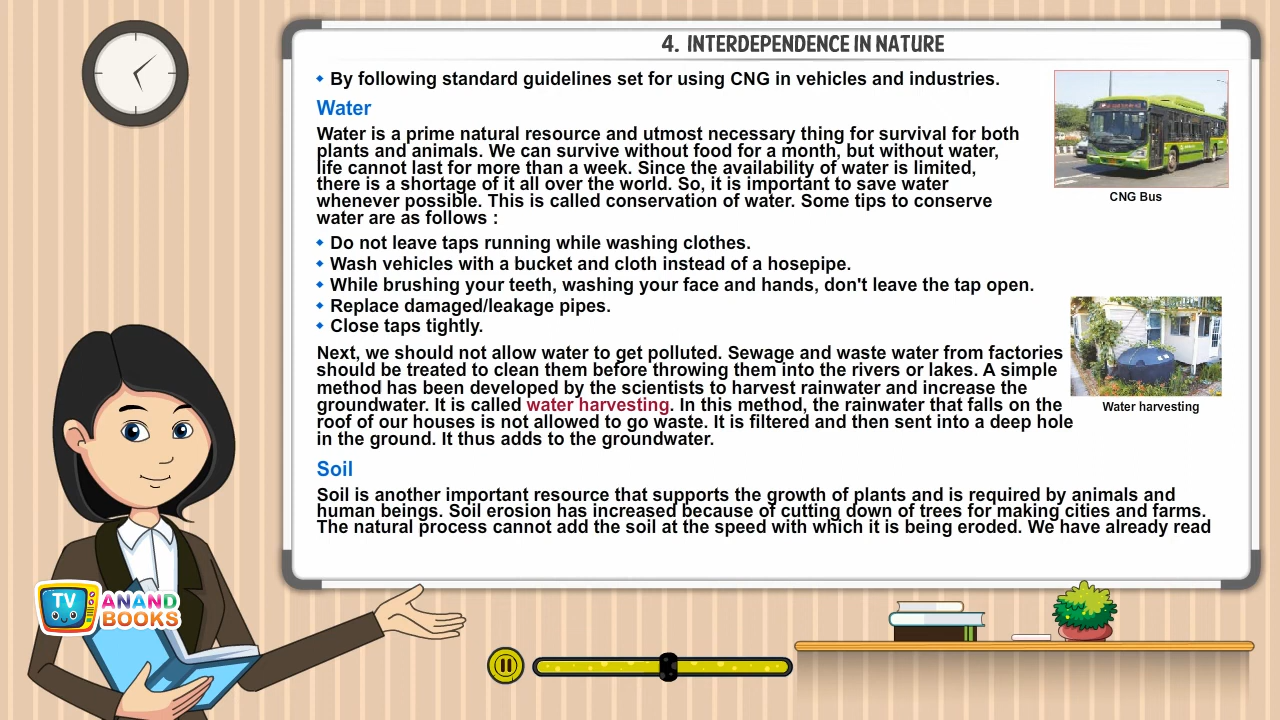 4. INTERDEPENDENCE IN NATURE
By following standard guidelines set for using CNG in vehicles and industries.
CNG Bus
Water
Water is a prime natural resource and utmost necessary thing for survival for both
plants and animals. We can survive without food for a month, but without water,
life cannot last for more than a week. Since the availability of water is limited,
there is a shortage of it all over the world. So, it is important to save water
whenever possible. This is called conservation of water. Some tips to conserve
water are as follows :
Do not leave taps running while washing clothes.
Wash vehicles with a bucket and cloth instead of a hosepipe.
While brushing your teeth, washing your face and hands, don't leave the tap open.
Replace damaged/leakage pipes.
Close taps tightly.
Next, we should not allow water to get polluted. Sewage and waste water from factories
should be treated to clean them before throwing them into the rivers or lakes. A simple
method has been developed by the scientists to harvest rainwater and increase the
groundwater. It is called water harvesting. In this method, the rainwater that falls on the
roof of our houses is not allowed to go waste. It is filtered and then sent into a deep hole
in the ground. It thus adds to the groundwater.
Water harvesting
Soil
Soil is another important resource that supports the growth of plants and is required by animals and
human beings. Soil erosion has increased because of cutting down of trees for making cities and farms.
The natural process cannot add the soil at the speed with which it is being eroded. We have already read
TV
ANAND
BOOKS